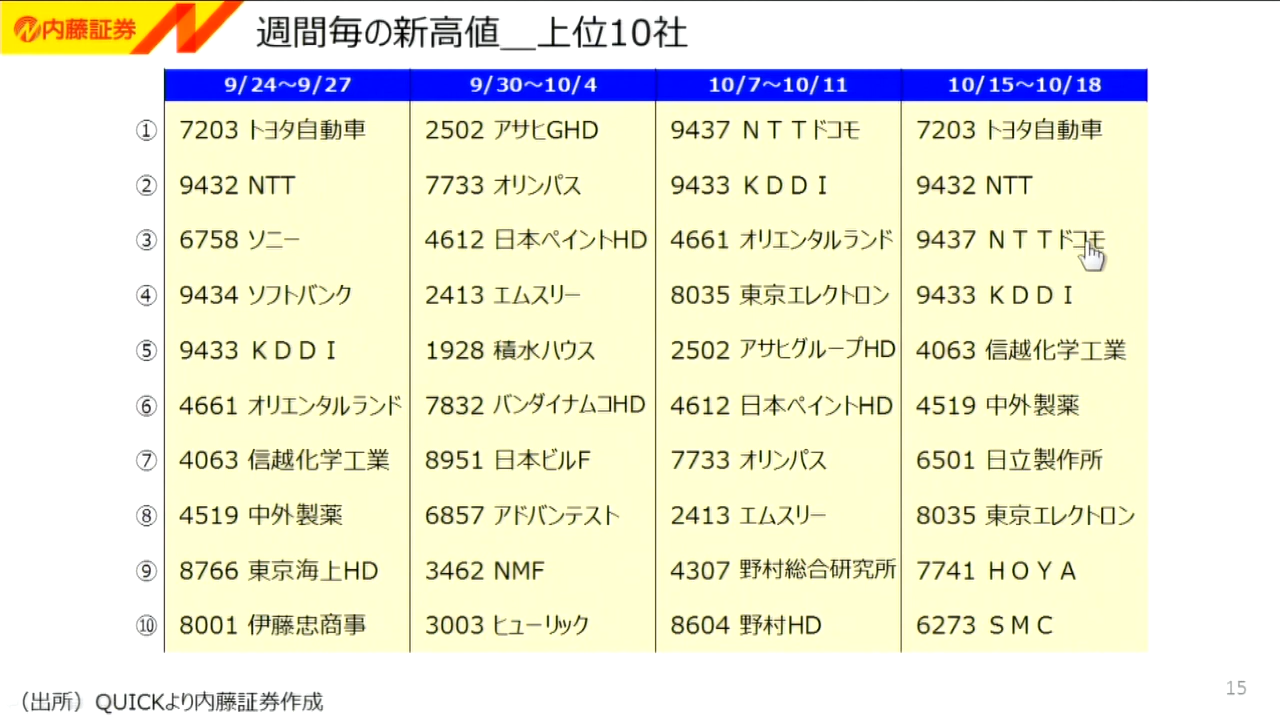 内藤証券
週間毎の新高値__上位10社
9/24～9/27 9/30～10/4 10/7～10/11 10/15～10/18
① 7203 トヨタ自動車 2502 アサヒGHD 9437 ＮＴＴドコモ 7203 トヨタ自動車
② 9432 NTT 7733 オリンパス 9433 ＫＤＤＩ 9432 NTT
③ 6758 ソニー 4612 日本ペイントHD 4661 オリエンタルランド 9437 ＮＴＴドコモ
④ 9434 ソフトバンク 2413 エムスリー 8035 東京エレクトロン 9433 ＫＤＤＩ
⑤ 9433 ＫＤＤＩ 1928 積水ハウス 2502 アサヒグループHD 4063 信越化学工業
⑥ 4661 オリエンタルランド 7832 バンダイナムコHD 4612 日本ペイントHD 4519 中外製薬
⑦ 4063 信越化学工業 8951 日本ビルF 7733 オリンパス 6501 日立製作所
⑧ 4519 中外製薬 6857 アドバンテスト 2413 エムスリー 8035 東京エレクトロン
⑨ 8766 東京海上HD 3462 NMF 4307 野村総合研究所 7741 ＨＯＹＡ
⑩ 8001 伊藤忠商事 3003 ヒューリック 8604 野村HD 6273 ＳＭＣ
（出所）QUICKより内藤証券作成
15